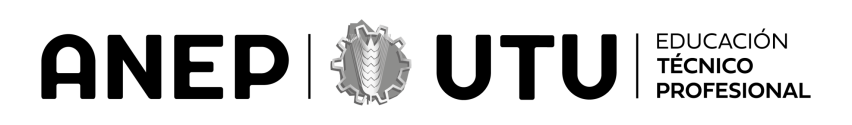 ANEP UTU EDUCACIÓN
TÉCNICO
PROFESIONAL